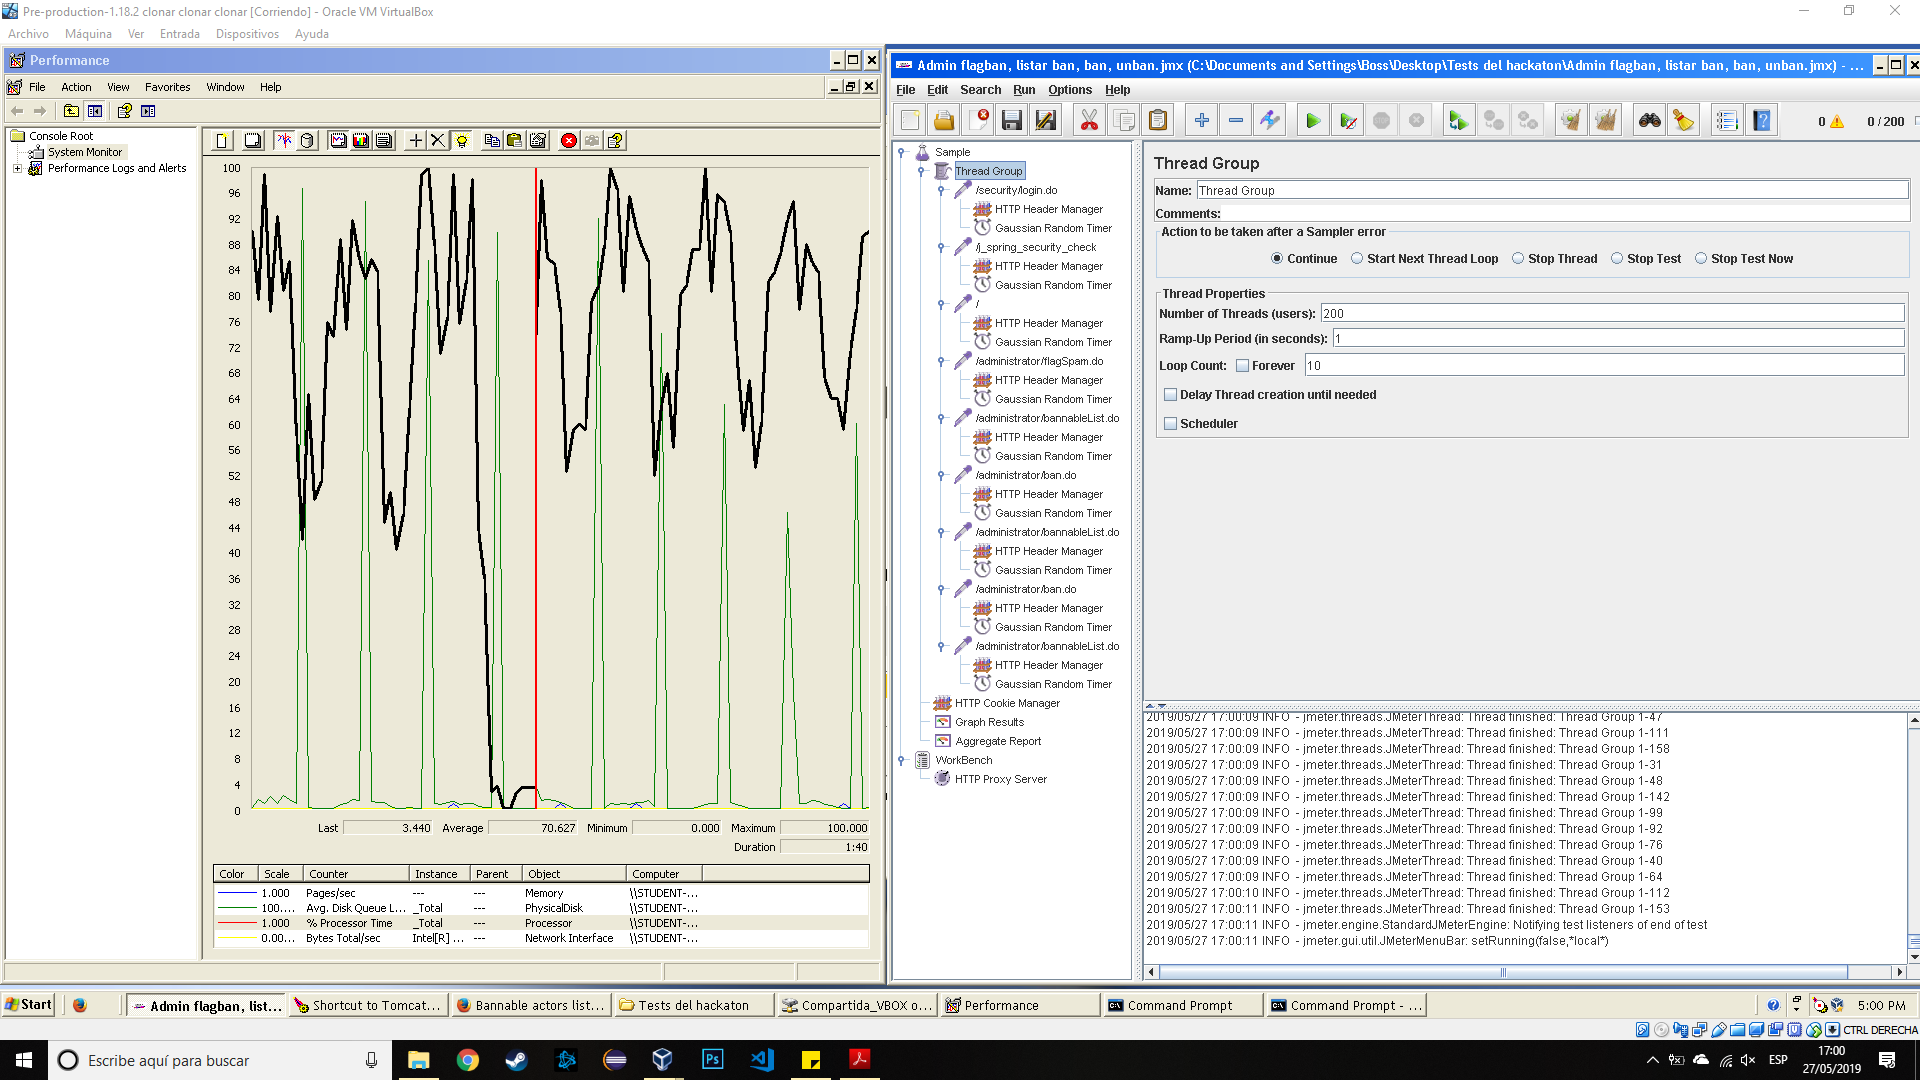 Pre-production-1.18.2 clonar clonar clonar [Corriendo] - Oracle VM VirtualBox
Archivo Máquina Ver Entrada Dispositivos Ayuda
Performance
File Action View Favorites Window Help
Console Root
System Monitor
Performance Logs and Alerts
100
96
92
88
84
80
76
72
68
64
60
56
52
48
44
40
36
32
28
24
20
16
12
8
4
0
Last 3.440 Average 70.627 Minimum 0.000 Maximum 100.000
Duration 1:40
Color Scale Counter Instance Parent Object Computer
1.000 Pages/sec --- --- Memory \\STUDENT-...
100.... Avg. Disk Queue L... _Total --- PhysicalDisk \\STUDENT-...
1.000 % Processor Time _Total --- Processor \\STUDENT-...
0.00... Bytes Total/sec Intel[R] ... --- Network Interface \\STUDENT-...
Admin flagban, listar ban, ban, unban.jmx (C:\Documents and Settings\Boss\Desktop\Tests del hackaton\Admin flagban, listar ban, ban, unban.jmx) - ...
File Edit Search Run Options Help
0 0 / 200
Sample
Thread Group
/security/login.do
HTTP Header Manager
Gaussian Random Timer
/j_spring_security_check
HTTP Header Manager
Gaussian Random Timer
/
HTTP Header Manager
Gaussian Random Timer
/administrator/flagSpam.do
HTTP Header Manager
Gaussian Random Timer
/administrator/bannableList.do
HTTP Header Manager
Gaussian Random Timer
/administrator/ban.do
HTTP Header Manager
Gaussian Random Timer
/administrator/bannableList.do
HTTP Header Manager
Gaussian Random Timer
/administrator/ban.do
HTTP Header Manager
Gaussian Random Timer
/administrator/bannableList.do
HTTP Header Manager
Gaussian Random Timer
HTTP Cookie Manager
Graph Results
Aggregate Report
WorkBench
HTTP Proxy Server
Thread Group
Name: Thread Group
Comments:
Action to be taken after a Sampler error
Continue Start Next Thread Loop Stop Thread Stop Test Stop Test Now
Thread Properties
Number of Threads (users): 200
Ramp-Up Period (in seconds): 1
Loop Count: Forever 10
Delay Thread creation until needed
Scheduler
2019/05/27 17:00:09 INFO - jmeter.threads.JMeterThread: Thread finished: Thread Group 1-47
2019/05/27 17:00:09 INFO - jmeter.threads.JMeterThread: Thread finished: Thread Group 1-111
2019/05/27 17:00:09 INFO - jmeter.threads.JMeterThread: Thread finished: Thread Group 1-158
2019/05/27 17:00:09 INFO - jmeter.threads.JMeterThread: Thread finished: Thread Group 1-31
2019/05/27 17:00:09 INFO - jmeter.threads.JMeterThread: Thread finished: Thread Group 1-48
2019/05/27 17:00:09 INFO - jmeter.threads.JMeterThread: Thread finished: Thread Group 1-142
2019/05/27 17:00:09 INFO - jmeter.threads.JMeterThread: Thread finished: Thread Group 1-99
2019/05/27 17:00:09 INFO - jmeter.threads.JMeterThread: Thread finished: Thread Group 1-92
2019/05/27 17:00:09 INFO - jmeter.threads.JMeterThread: Thread finished: Thread Group 1-76
2019/05/27 17:00:09 INFO - jmeter.threads.JMeterThread: Thread finished: Thread Group 1-40
2019/05/27 17:00:09 INFO - jmeter.threads.JMeterThread: Thread finished: Thread Group 1-64
2019/05/27 17:00:10 INFO - jmeter.threads.JMeterThread: Thread finished: Thread Group 1-112
2019/05/27 17:00:11 INFO - jmeter.threads.JMeterThread: Thread finished: Thread Group 1-153
2019/05/27 17:00:11 INFO - jmeter.engine.StandardJMeterEngine: Notifying test listeners of end of test
2019/05/27 17:00:11 INFO - jmeter.gui.util.JMeterMenuBar: setRunning(false,*local*)
Start Admin flagban, list... Shortcut to Tomcat... Bannable actors list... Tests del hackaton Compartida_VBOX o... Performance Command Prompt Command Prompt - ... 5:00 PM
CTRL DERECHA
Escribe aquí para buscar
ESP
17:00
27/05/2019